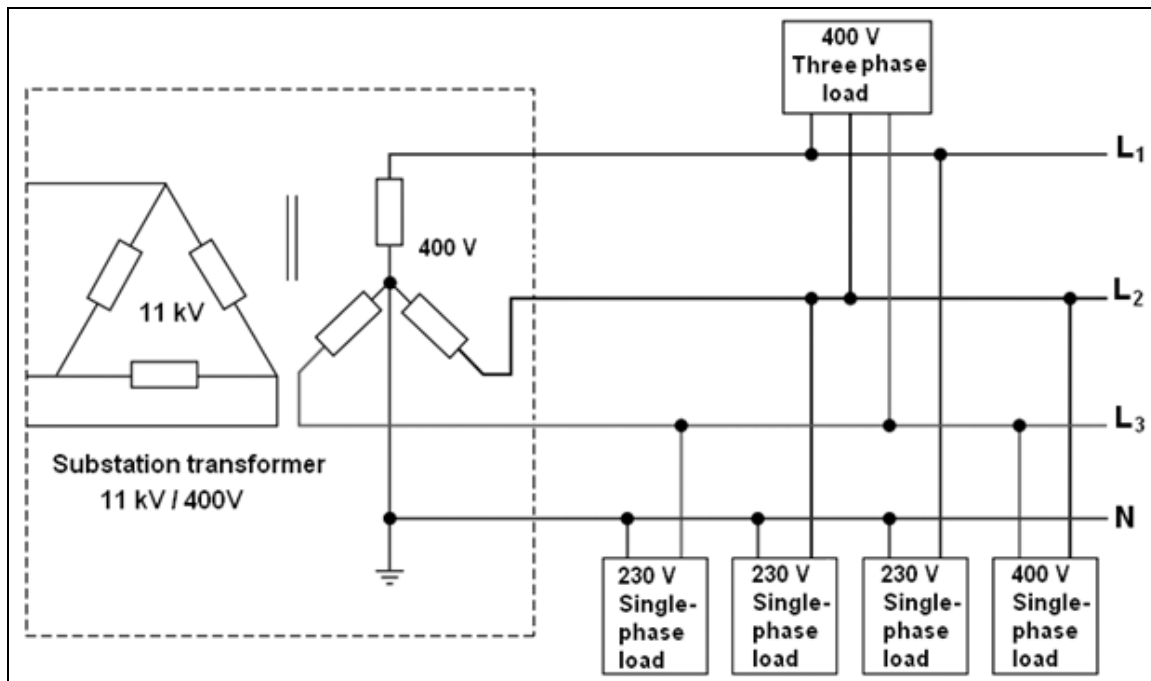 400 V
Three phase
load
L₁
400 V
11 kV
L₂
L₃
Substation transformer
11 kV / 400V
N
230 V
Single-
phase
load
230 V
Single-
phase
load
230 V
Single-
phase
load
400 V
Single-
phase
load